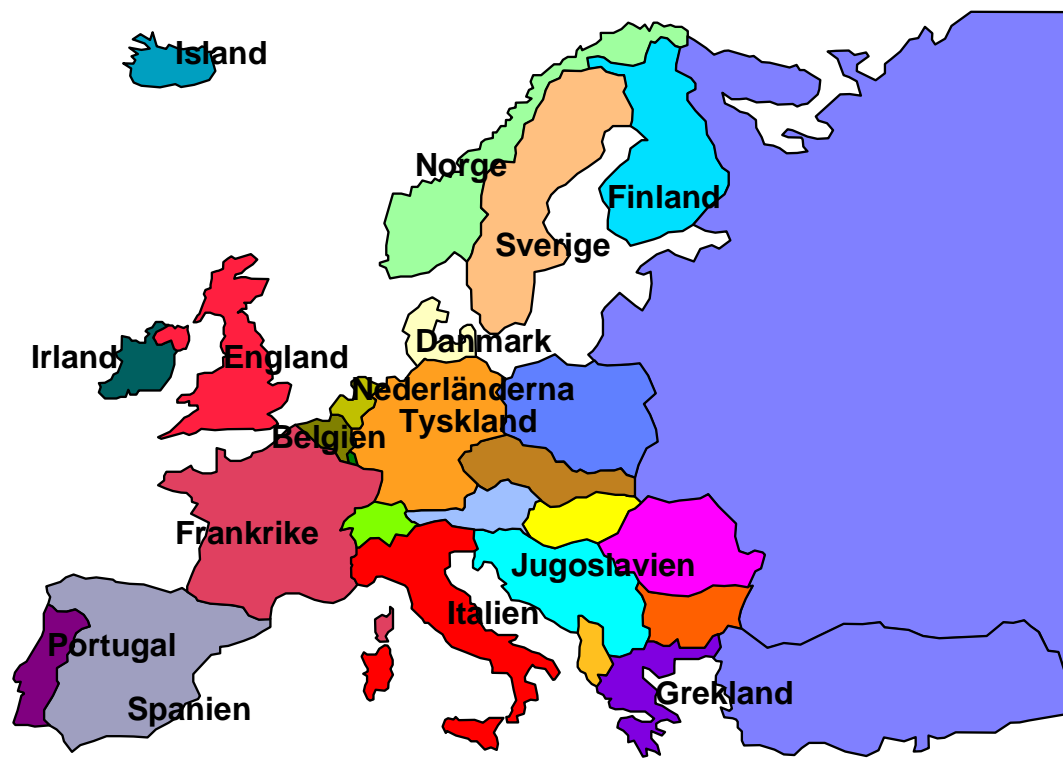 Island
Norge
Finland
Sverige
Danmark
Irland
England
Nederländerna
Tyskland
Belgien
Frankrike
Jugoslavien
Italien
Portugal
Grekland
Spanien